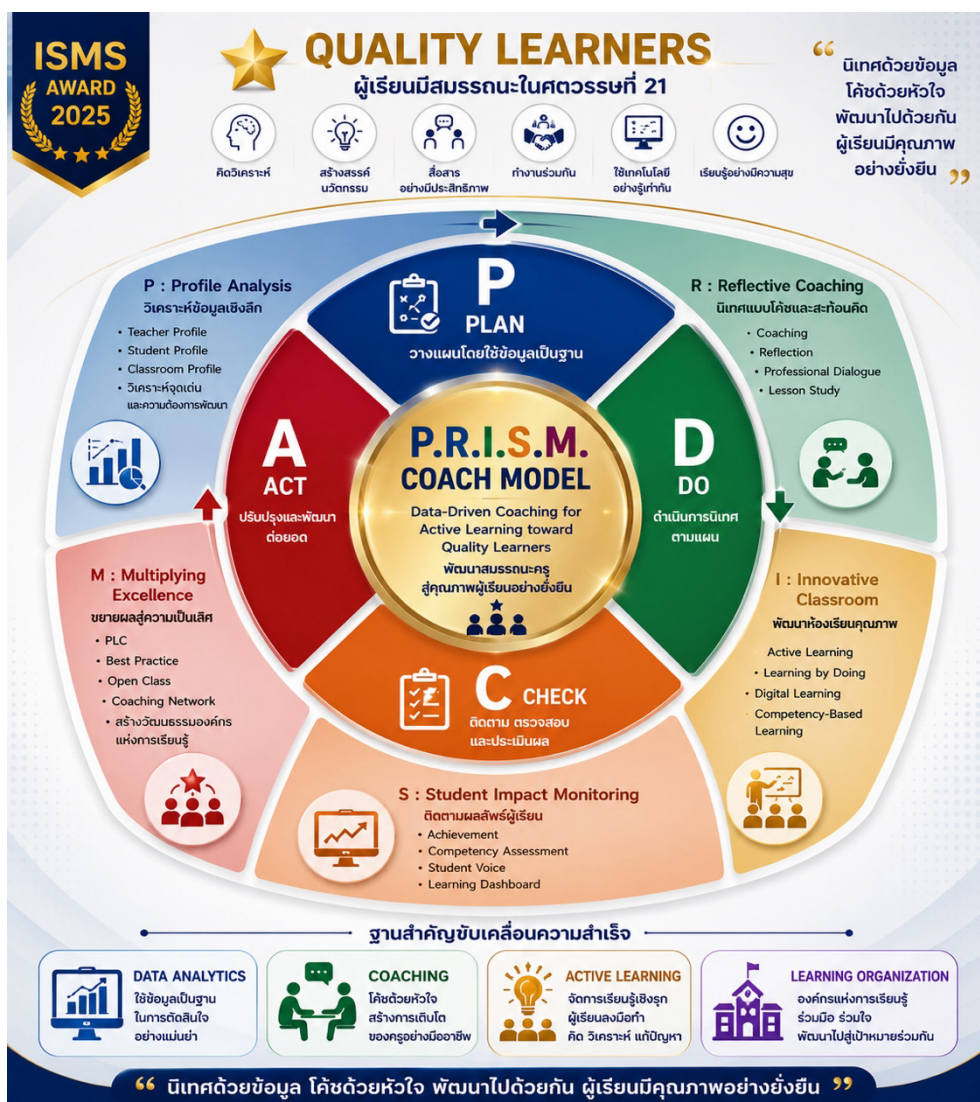 ISMS
AWARD
2025
QUALITY LEARNERS
ผู้เรียนมีสมรรถนะในศตวรรษที่ 21
“ นิเทศด้วยข้อมูล
โค้ชด้วยหัวใจ
พัฒนาไปด้วยกัน
ผู้เรียนมีคุณภาพ
อย่างยั่งยืน ”
คิดวิเคราะห์
สร้างสรรค์
นวัตกรรม
สื่อสาร
อย่างมีประสิทธิภาพ
ทำงานร่วมกัน
ใช้เทคโนโลยี
อย่างรู้เท่าทัน
เรียนรู้อย่างมีความสุข
P : Profile Analysis
วิเคราะห์ข้อมูลเชิงลึก
• Teacher Profile
• Student Profile
• Classroom Profile
• วิเคราะห์จุดเด่น
และความต้องการพัฒนา
P
PLAN
วางแผนโดยใช้ข้อมูลเป็นฐาน
R : Reflective Coaching
นิเทศแบบโค้ชและสะท้อนคิด
• Coaching
• Reflection
• Professional Dialogue
• Lesson Study
A
ACT
ปรับปรุงและพัฒนา
ต่อยอด
P.R.I.S.M.
COACH MODEL
Data-Driven Coaching for
Active Learning toward
Quality Learners
พัฒนาสมรรถนะครู
สู่คุณภาพผู้เรียนอย่างยั่งยืน
D
DO
ดำเนินการนิเทศ
ตามแผน
M : Multiplying
Excellence
ขยายผลสู่ความเป็นเลิศ
• PLC
• Best Practice
• Open Class
• Coaching Network
• สร้างวัฒนธรรมองค์กร
แห่งการเรียนรู้
C CHECK
ติดตาม ตรวจสอบ
และประเมินผล
I : Innovative
Classroom
พัฒนาห้องเรียนคุณภาพ
Active Learning
• Learning by Doing
• Digital Learning
Competency-Based
Learning
S : Student Impact Monitoring
ติดตามผลลัพธ์ผู้เรียน
• Achievement
• Competency Assessment
• Student Voice
• Learning Dashboard
ฐานสำคัญขับเคลื่อนความสำเร็จ
DATA ANALYTICS
ใช้ข้อมูลเป็นฐาน
ในการตัดสินใจ
อย่างแม่นยำ
COACHING
โค้ชด้วยหัวใจ
สร้างการเติบโต
ของครูอย่างมืออาชีพ
ACTIVE LEARNING
จัดการเรียนรู้เชิงรุก
ผู้เรียนลงมือทำ
คิด วิเคราะห์ แก้ปัญหา
LEARNING ORGANIZATION
องค์กรแห่งการเรียนรู้
ร่วมมือ ร่วมใจ
พัฒนาไปสู่เป้าหมายร่วมกัน
“ นิเทศด้วยข้อมูล โค้ชด้วยหัวใจ พัฒนาไปด้วยกัน ผู้เรียนมีคุณภาพอย่างยั่งยืน ”